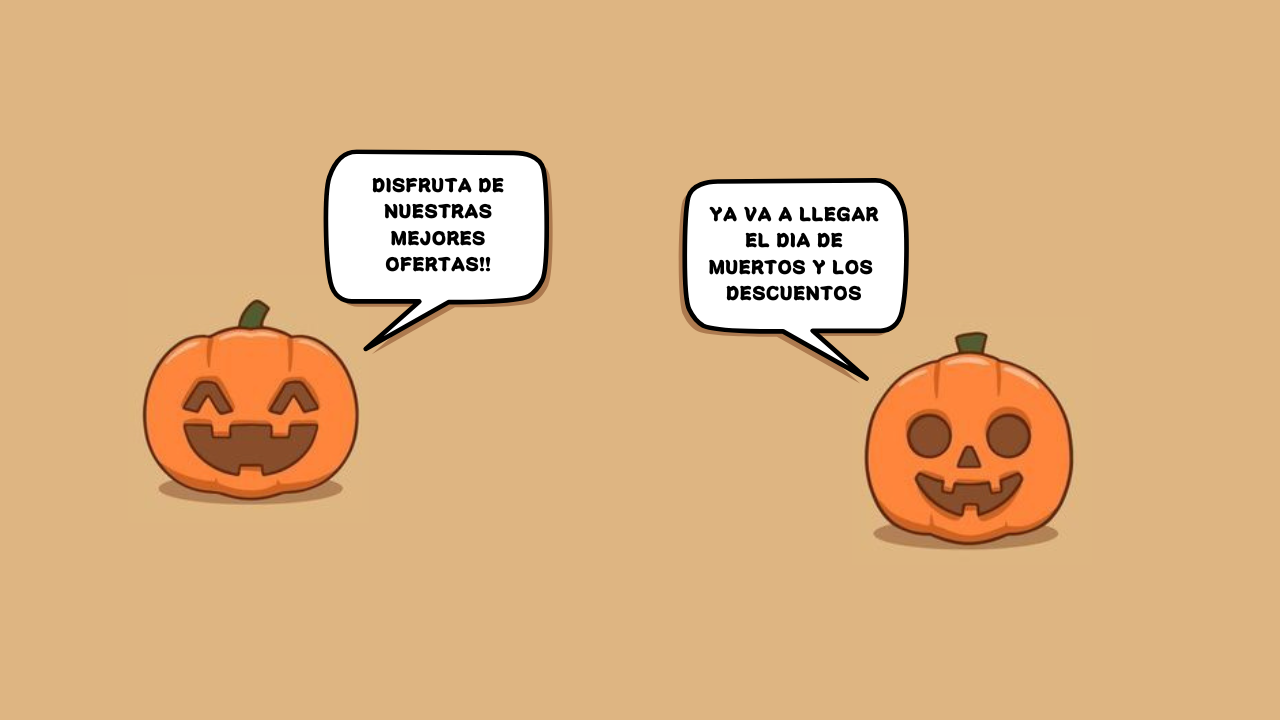 DISFRUTA DE
NUESTRAS
MEJORES
OFERTAS!!
YA VA A LLEGAR
EL DIA DE
MUERTOS Y LOS
DESCUENTOS